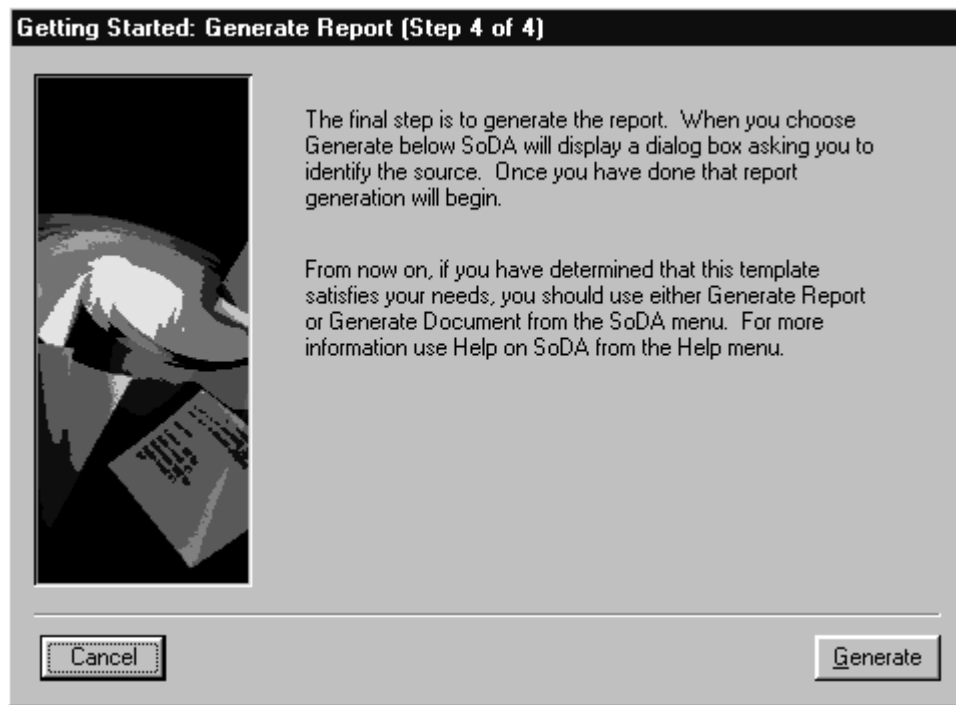 Getting Started: Generate Report (Step 4 of 4)
The final step is to generate the report. When you choose
Generate below SoDA will display a dialog box asking you to
identify the source. Once you have done that report
generation will begin.
From now on, if you have determined that this template
satisfies your needs, you should use either Generate Report
or Generate Document from the SoDA menu. For more
information use Help on SoDA from the Help menu.
Cancel
Generate